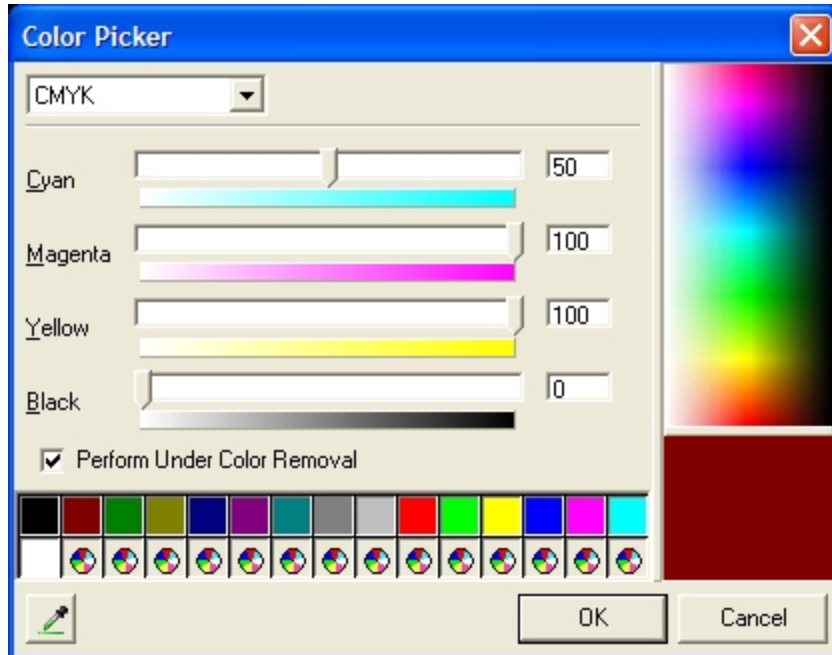 Color Picker
CMYK
Cyan 50
Magenta 100
Yellow 100
Black 0
Perform Under Color Removal
OK Cancel